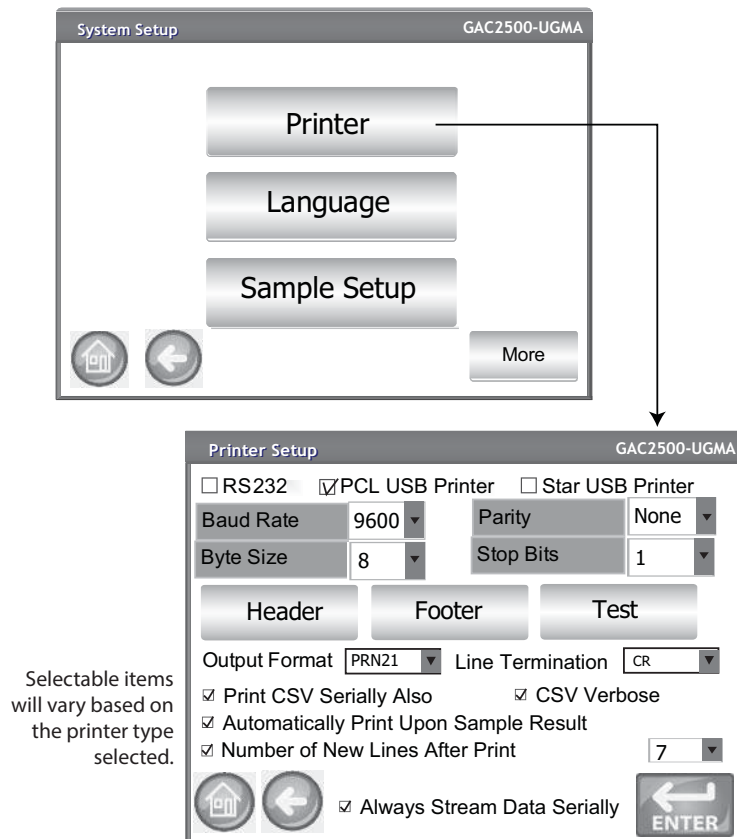 System Setup GAC2500-UGMA
Printer
Language
Sample Setup
More
Printer Setup GAC2500-UGMA
RS232 PCL USB Printer Star USB Printer
Baud Rate 9600 Parity None
Byte Size 8 Stop Bits 1
Header Footer Test
Output Format PRN21 Line Termination CR
Print CSV Serially Also CSV Verbose
Automatically Print Upon Sample Result
Number of New Lines After Print 7
Always Stream Data Serially ENTER
Selectable items
will vary based on
the printer type
selected.